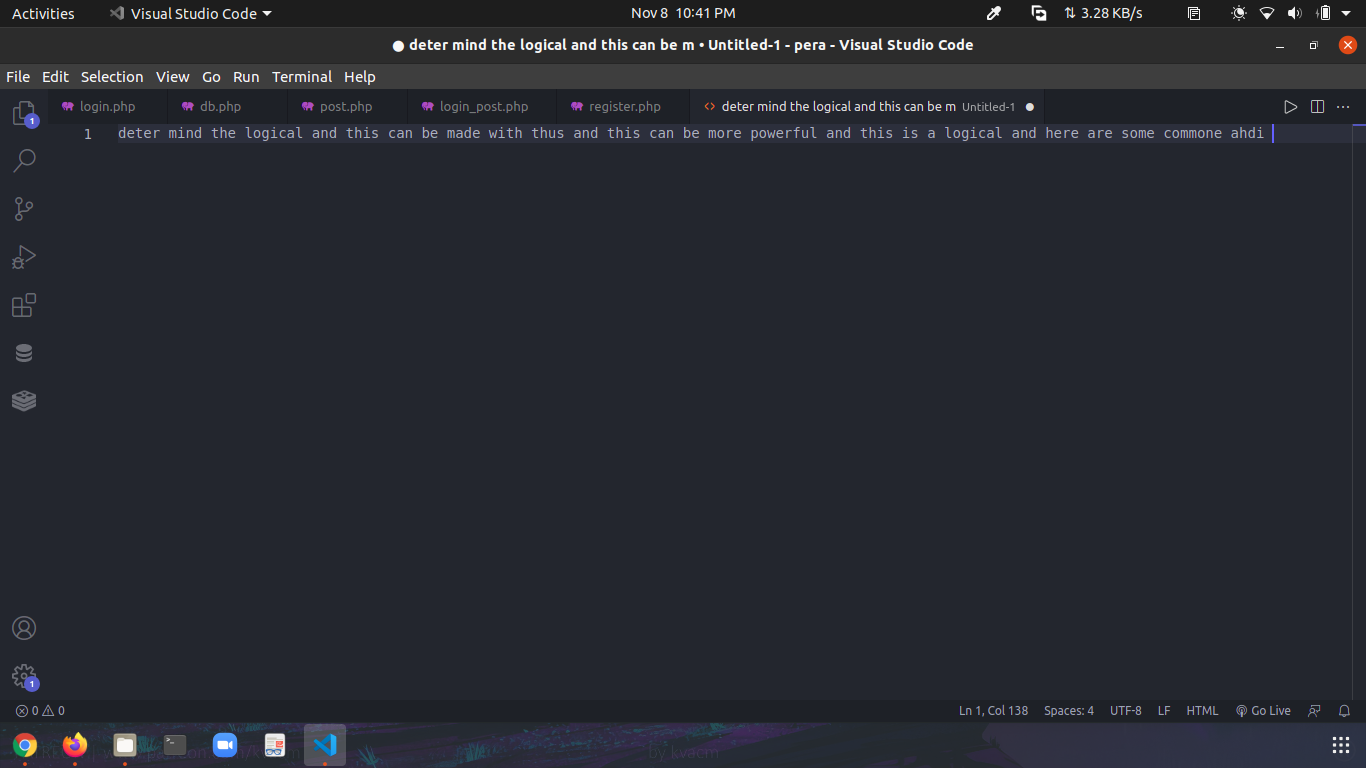 Activities Visual Studio Code Nov 8 10:41 PM 3.28 KB/s
● deter mind the logical and this can be m • Untitled-1 - pera - Visual Studio Code
File Edit Selection View Go Run Terminal Help
login.php db.php post.php login_post.php register.php deter mind the logical and this can be m Untitled-1
1 deter mind the logical and this can be made with thus and this can be more powerful and this is a logical and here are some commone ahdi
1
1
0 0 Ln 1, Col 138 Spaces: 4 UTF-8 LF HTML Go Live
by kvacm